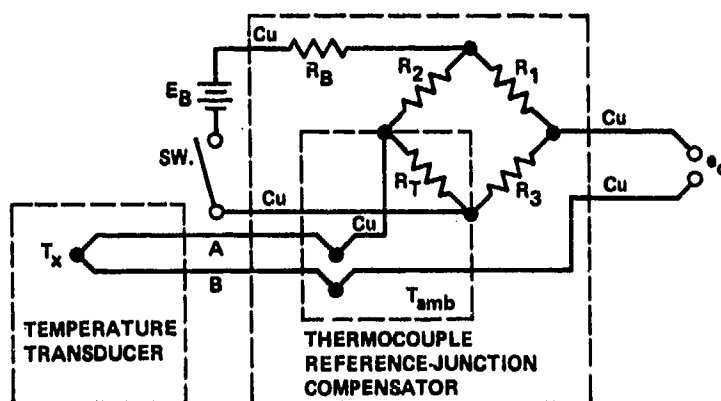 Cu
R_B
R_2
R_1
E_B
Cu
SW.
R_T
R_3
Cu
Cu
Cu
A
T_x
B
T_amb
TEMPERATURE
TRANSDUCER
THERMOCOUPLE
REFERENCE-JUNCTION
COMPENSATOR